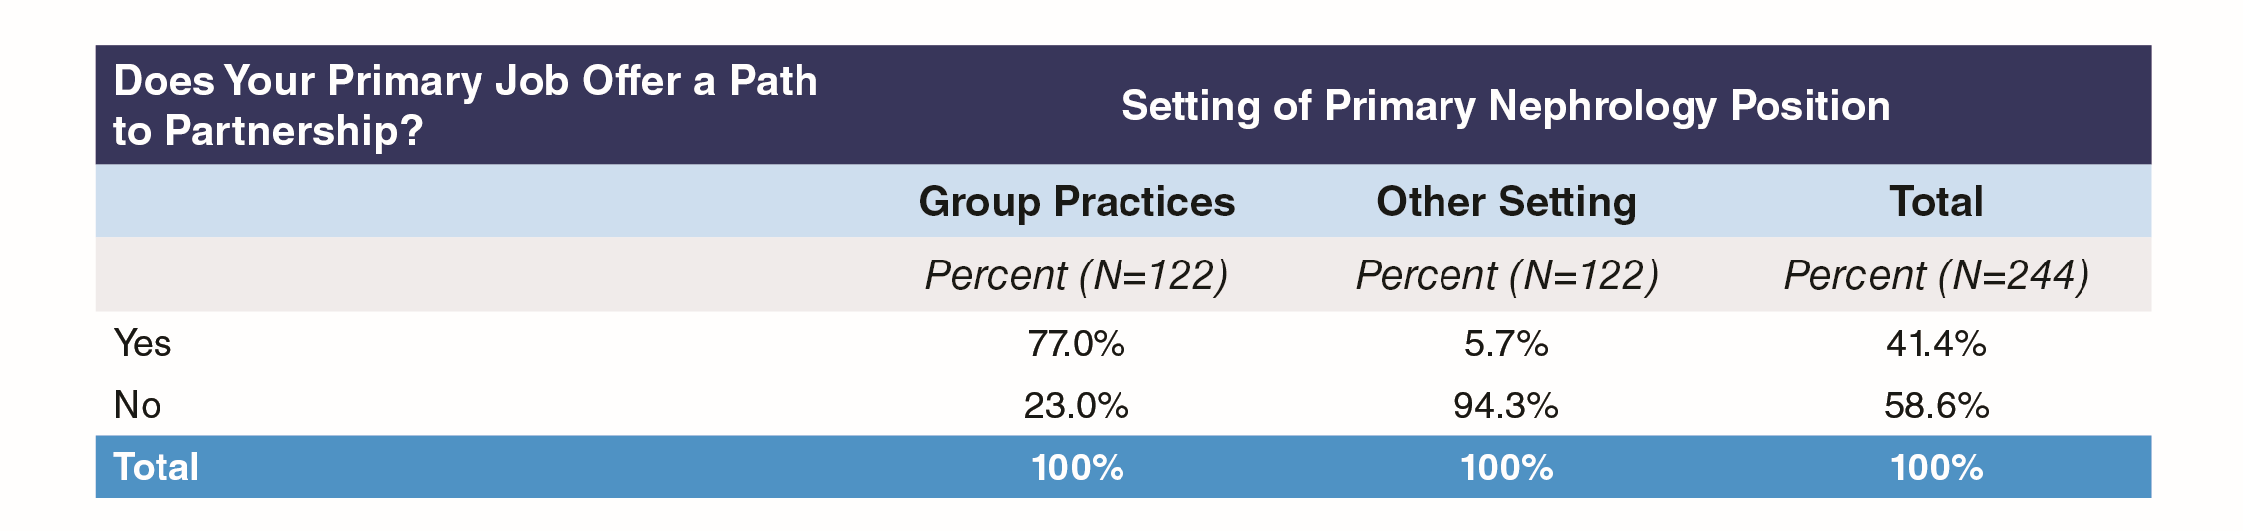 Does Your Primary Job Offer a Path
to Partnership?
Setting of Primary Nephrology Position
Group Practices Other Setting Total
Percent (N=122) Percent (N=122) Percent (N=244)
Yes 77.0% 5.7% 41.4%
No 23.0% 94.3% 58.6%
Total 100% 100% 100%